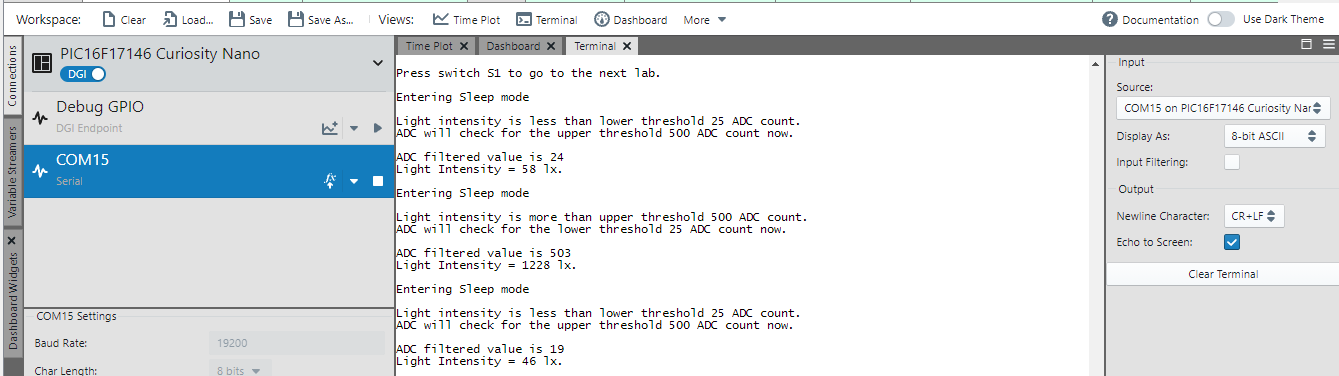 Workspace: Clear Load... Save Save As... Views: Time Plot Terminal Dashboard More Documentation Use Dark Theme
Connections
Variable Streamers
Dashboard Widgets
PIC16F17146 Curiosity Nano
DGI
Debug GPIO
DGI Endpoint
COM15
Serial
COM15 Settings
Baud Rate: 19200
Char Length: 8 bits
Time Plot Dashboard Terminal
Press switch S1 to go to the next lab.
Entering Sleep mode
Light intensity is less than lower threshold 25 ADC count.
ADC will check for the upper threshold 500 ADC count now.
ADC filtered value is 24
Light Intensity = 58 lx.
Entering Sleep mode
Light intensity is more than upper threshold 500 ADC count.
ADC will check for the lower threshold 25 ADC count now.
ADC filtered value is 503
Light Intensity = 1228 lx.
Entering Sleep mode
Light intensity is less than lower threshold 25 ADC count.
ADC will check for the upper threshold 500 ADC count now.
ADC filtered value is 19
Light Intensity = 46 lx.
Input
Source:
COM15 on PIC16F17146 Curiosity Nar
Display As: 8-bit ASCII
Input Filtering:
Output
Newline Character: CR+LF
Echo to Screen:
Clear Terminal